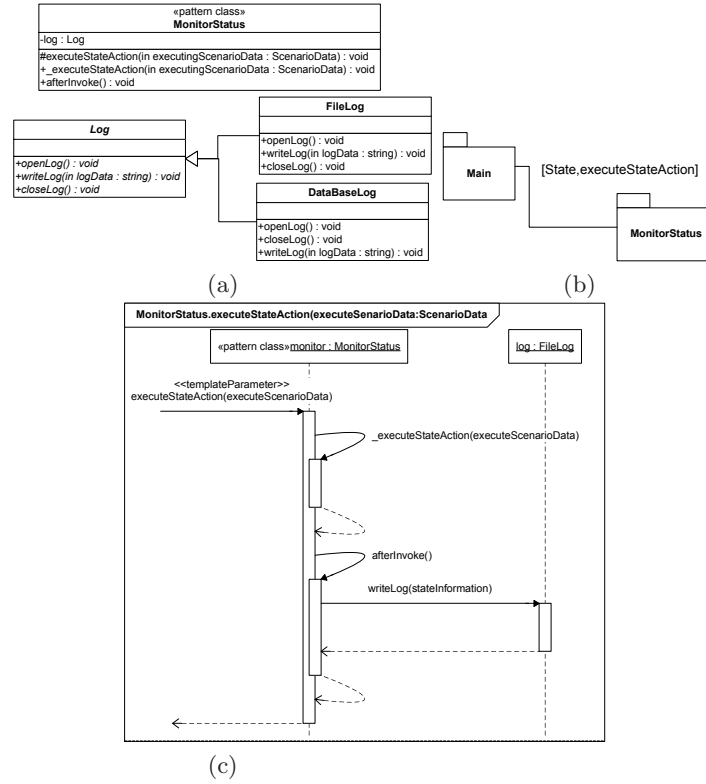 «pattern class»
MonitorStatus
-log : Log
#executeStateAction(in executingScenarioData : ScenarioData) : void
+_executeStateAction(in executingScenarioData : ScenarioData) : void
+afterInvoke() : void
Log
+openLog() : void
+writeLog(in logData : string) : void
+closeLog() : void
FileLog
+openLog() : void
+writeLog(in logData : string) : void
+closeLog() : void
DataBaseLog
+openLog() : void
+closeLog() : void
+writeLog(in logData : string) : void
(a)
Main
[State,executeStateAction]
MonitorStatus
(b)
MonitorStatus.executeStateAction(executeSenarioData:ScenarioData
«pattern class»monitor : MonitorStatus
log : FileLog
<<templateParameter>>
executeStateAction(executeScenarioData)
_executeStateAction(executeScenarioData)
afterInvoke()
writeLog(stateInformation)
(c)